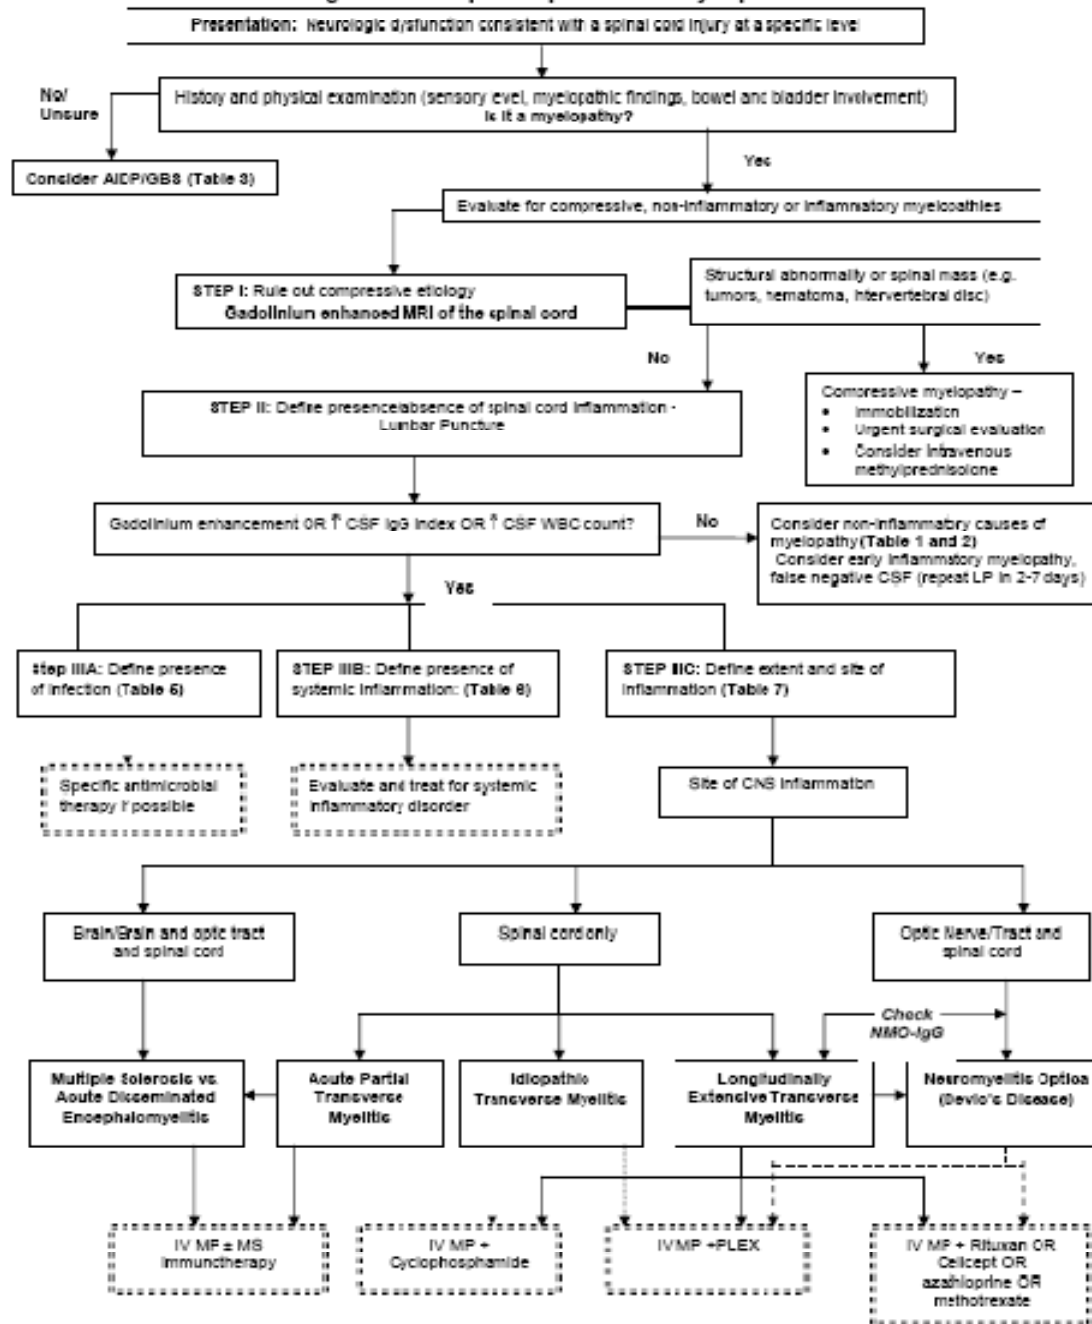 Presentation: Neurologic dysfunction consistent with a spinal cord injury at a specific level
No/
Unsure
History and physical examination (sensory level, myelopathic findings, bowel and bladder involvement)
Is it a myelopathy?
Yes
Consider AIDP/GBS (Table 3)
Evaluate for compressive, non-inflammatory or inflammatory myelopathies
STEP I: Rule out compressive etiology
Gadolinium enhanced MRI of the spinal cord
Structural abnormality or spinal mass (e.g.
tumors, hematoma, intervertebral disc)
No
Yes
STEP II: Define presence/absence of spinal cord inflammation -
Lumbar Puncture
Compressive myelopathy –
• Immobilization
• Urgent surgical evaluation
• Consider intravenous
methylprednisolone
Gadolinium enhancement OR ↑ CSF IgG index OR ↑ CSF WBC count?
No
Consider non-inflammatory causes of
myelopathy (Table 1 and 2)
Consider early inflammatory myelopathy,
false negative CSF (repeat LP in 2-7 days)
Yes
Step IIIA: Define presence
of infection (Table 5)
STEP IIIB: Define presence of
systemic inflammation: (Table 6)
STEP IIIC: Define extent and site of
inflammation (Table 7)
Specific antimicrobial
therapy if possible
Evaluate and treat for systemic
inflammatory disorder
Site of CNS inflammation
Brain/Brain and optic tract
and spinal cord
Spinal cord only
Optic Nerve/Tract and
spinal cord
Check
NMO-IgG
Multiple Sclerosis vs.
Acute Disseminated
Encephalomyelitis
Acute Partial
Transverse
Myelitis
Idiopathic
Transverse Myelitis
Longitudinally
Extensive Transverse
Myelitis
Neuromyelitis Optica
(Devic's Disease)
IV MP ± MS
immunotherapy
IV MP +
Cyclophosphamide
IV MP +PLEX
IV MP + Rituxan OR
Cellcept OR
azahioprine OR
methotrexate